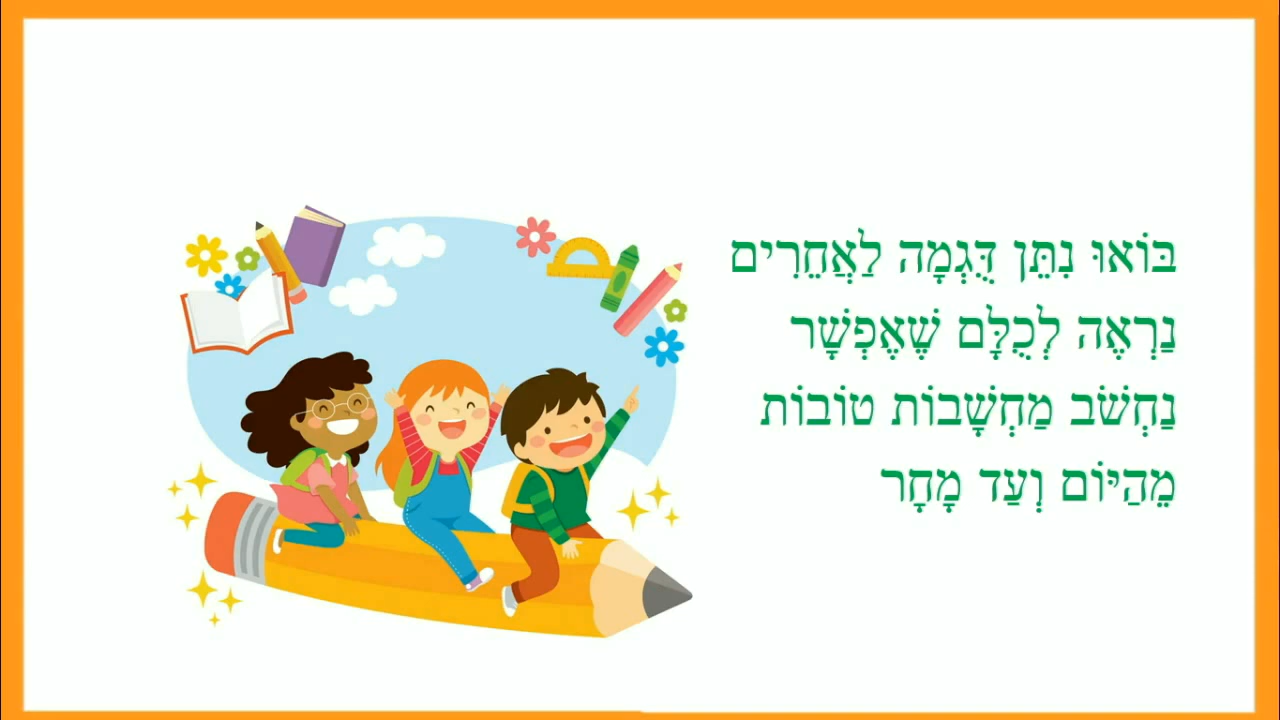 בּוֹאוּ נִתֵּן דֻּגְמָה לַאֲחֵרִים
נַרְאֶה לְכֻלָּם שֶׁאֶפְשָׁר
נַחְשֹׁב מַחְשָׁבוֹת טוֹבוֹת
מֵהַיּוֹם וְעַד מָחָר